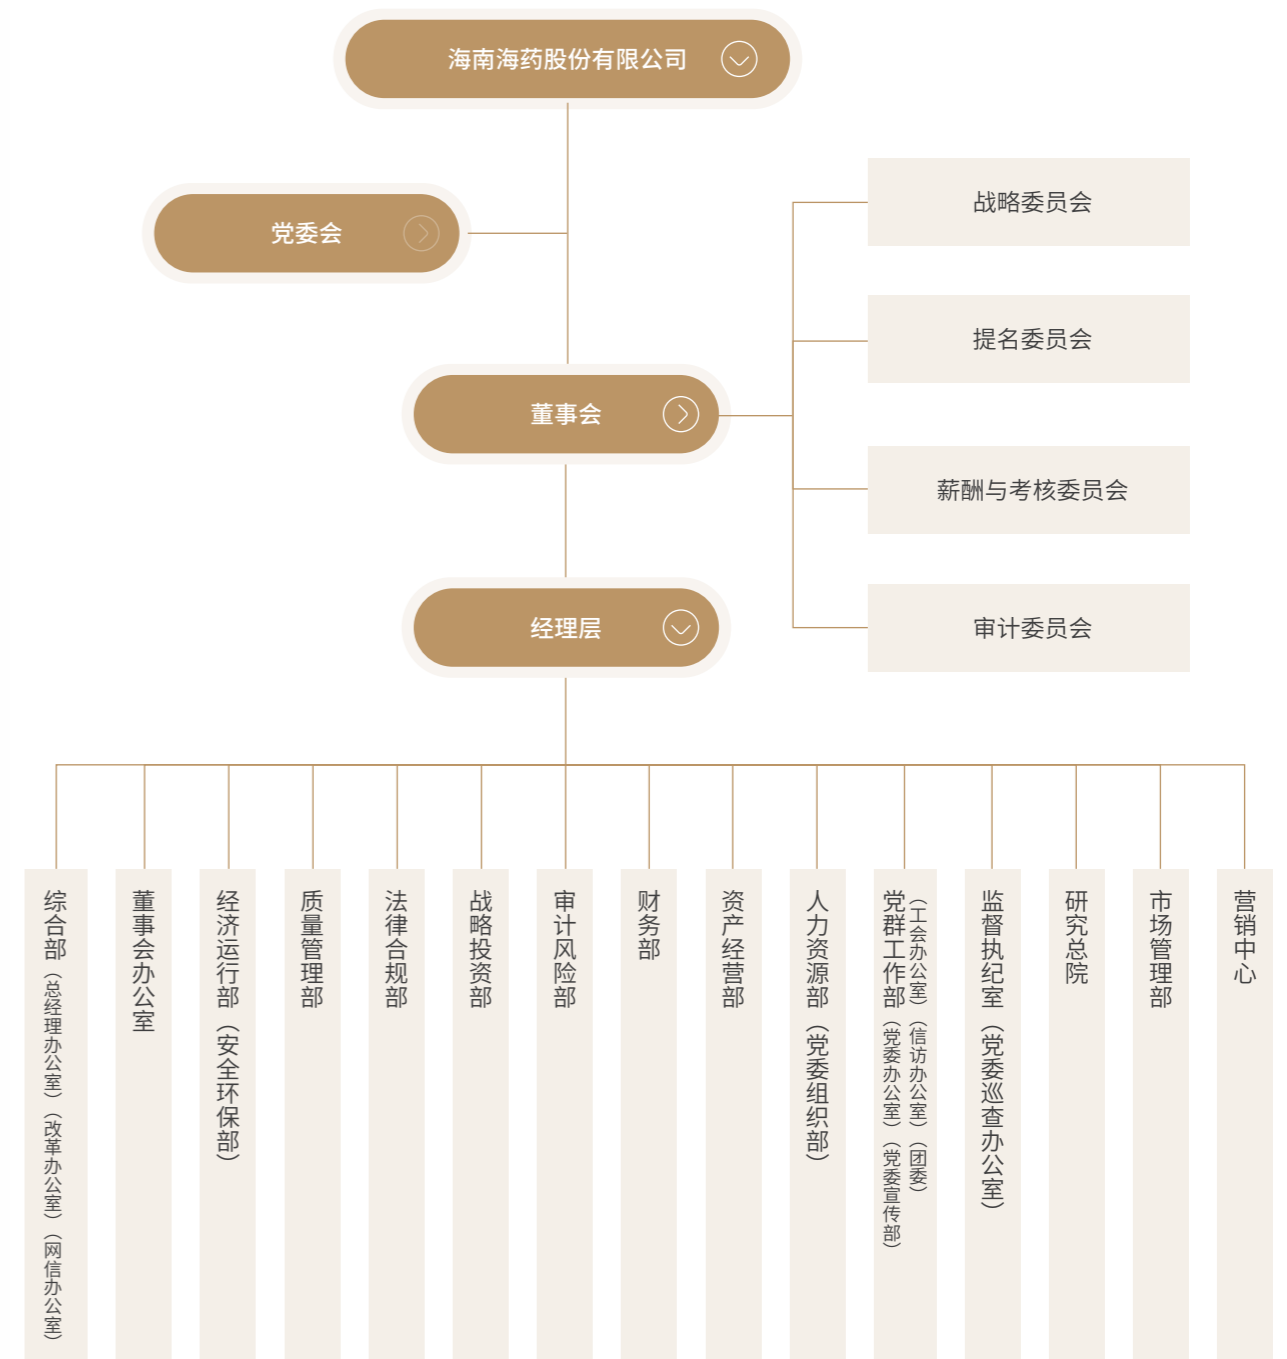 海南海药股份有限公司
党委会
董事会
经理层
战略委员会
提名委员会
薪酬与考核委员会
审计委员会
综合部（总经理办公室）（改革办公室）（网信办公室）
董事会办公室
经济运行部（安全环保部）
质量管理部
法律合规部
战略投资部
审计风险部
财务部
资产经营部
人力资源部（党委组织部）
党群工作部（党委办公室）（党委宣传部）
（工会办公室）（信访办公室）（团委）
监督执纪室（党委巡查办公室）
研究总院
市场管理部
营销中心